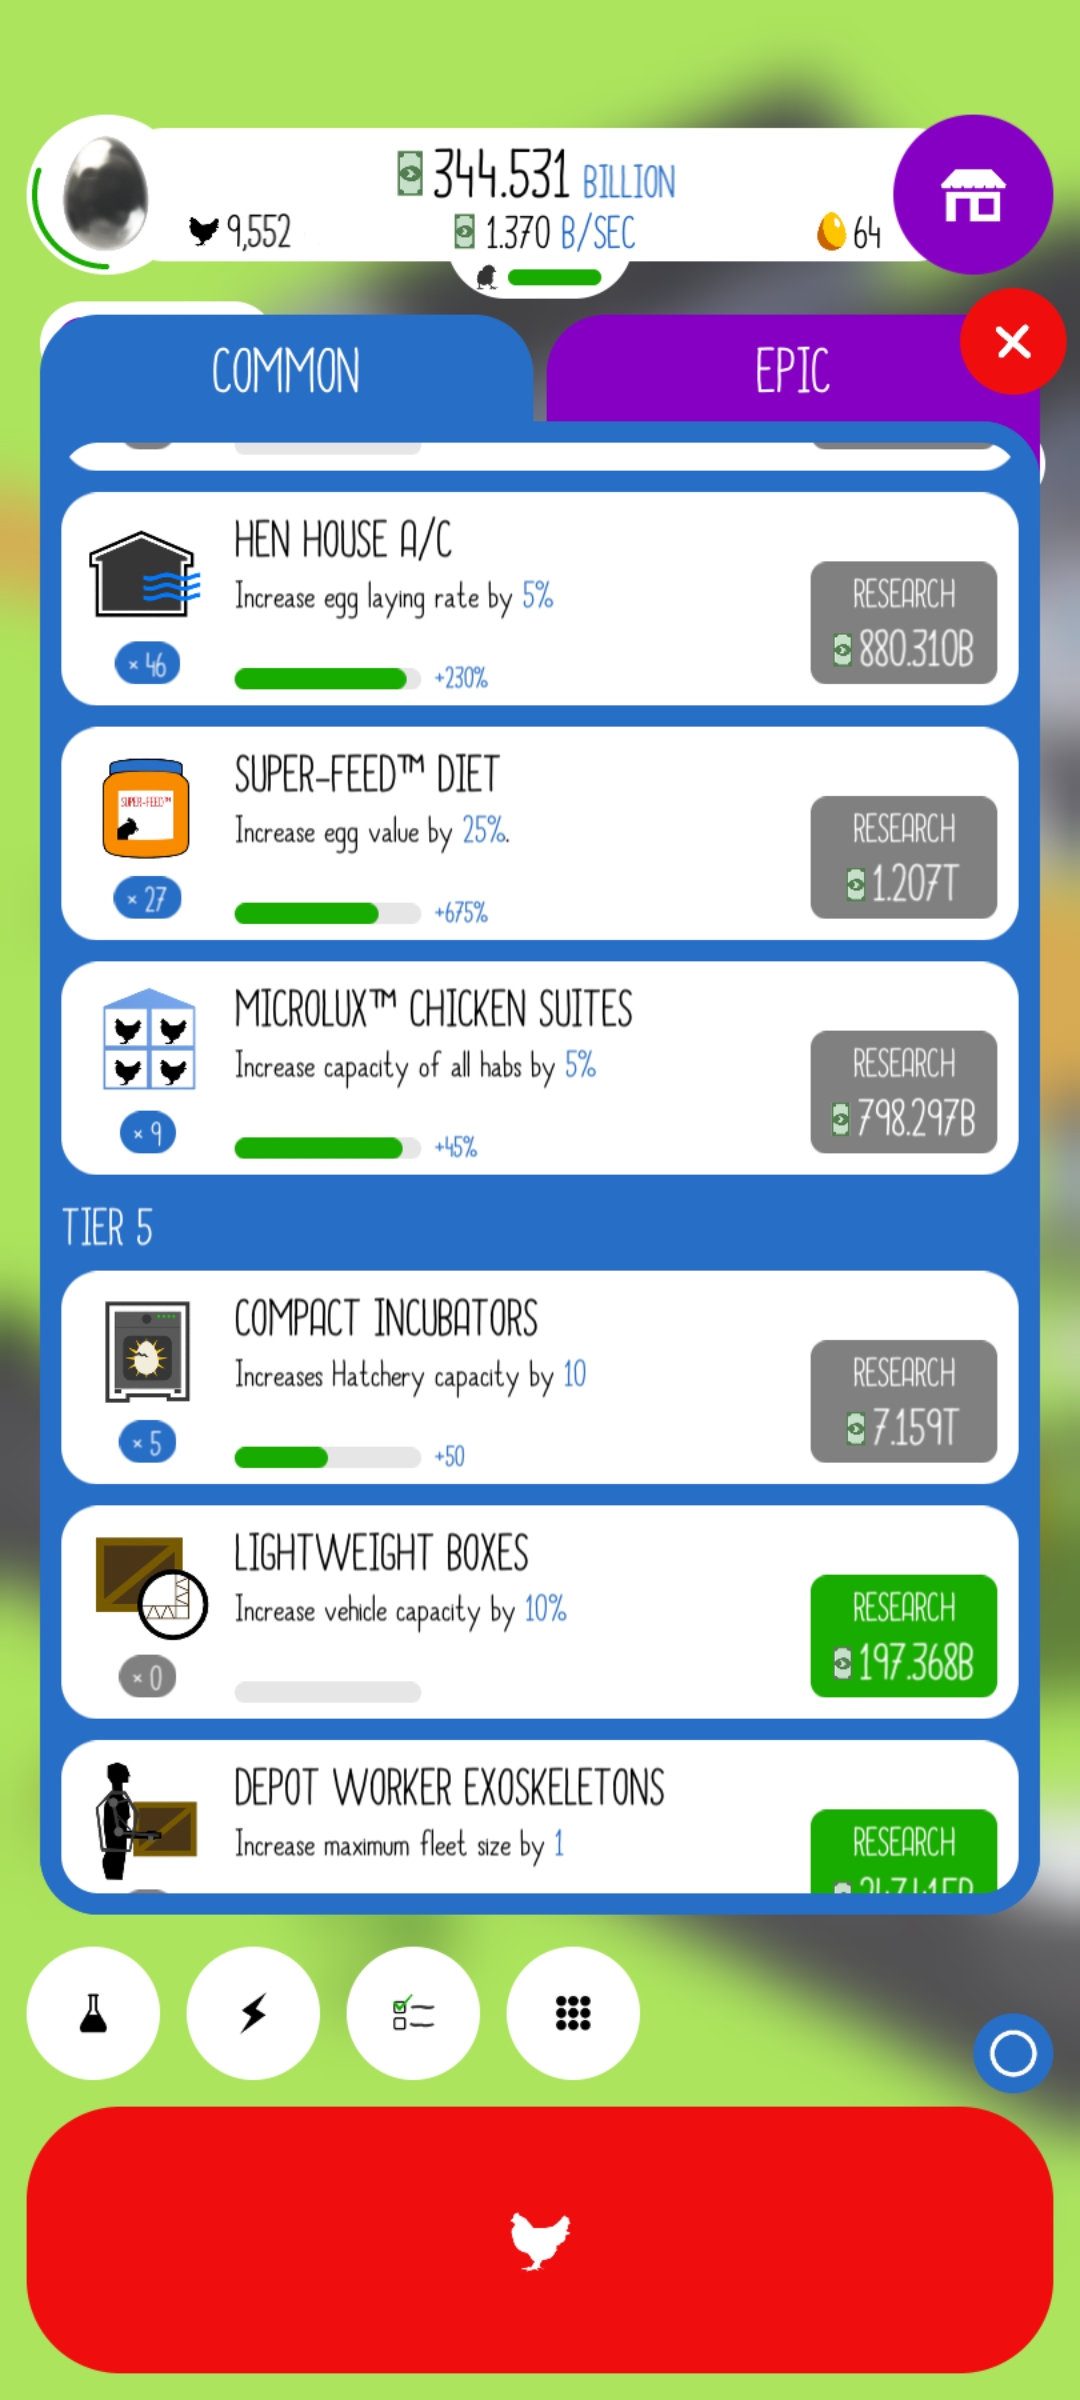 344.531 BILLION
9,552
1.370 B/SEC
64
COMMON
EPIC
HEN HOUSE A/C
Increase egg laying rate by 5%
RESEARCH
880.310B
× 46
+230%
SUPER-FEED™ DIET
Increase egg value by 25%.
SUPER-FEED™
RESEARCH
1.207T
× 27
+675%
MICROLUX™ CHICKEN SUITES
Increase capacity of all habs by 5%
RESEARCH
798.297B
× 9
+45%
TIER 5
COMPACT INCUBATORS
Increases Hatchery capacity by 10
RESEARCH
7.159T
× 5
+50
LIGHTWEIGHT BOXES
Increase vehicle capacity by 10%
RESEARCH
197.368B
× 0
DEPOT WORKER EXOSKELETONS
Increase maximum fleet size by 1
RESEARCH